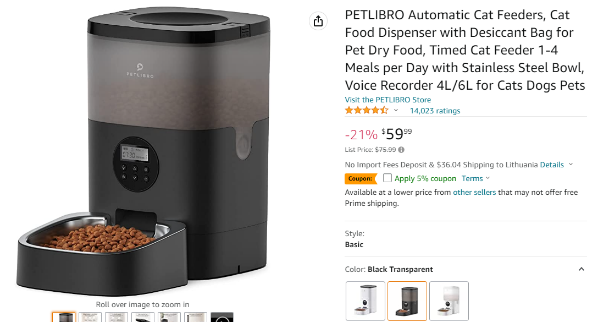 PETLIBRO Automatic Cat Feeders, Cat
Food Dispenser with Desiccant Bag for
Pet Dry Food, Timed Cat Feeder 1-4
Meals per Day with Stainless Steel Bowl,
Voice Recorder 4L/6L for Cats Dogs Pets
Visit the PETLIBRO Store
14,023 ratings
-21% $5999
List Price: $75.99
No Import Fees Deposit & $36.04 Shipping to Lithuania Details
Coupon: Apply 5% coupon Terms
Available at a lower price from other sellers that may not offer free
Prime shipping.
Style:
Basic
Color: Black Transparent
PETLIBRO
Roll over image to zoom in